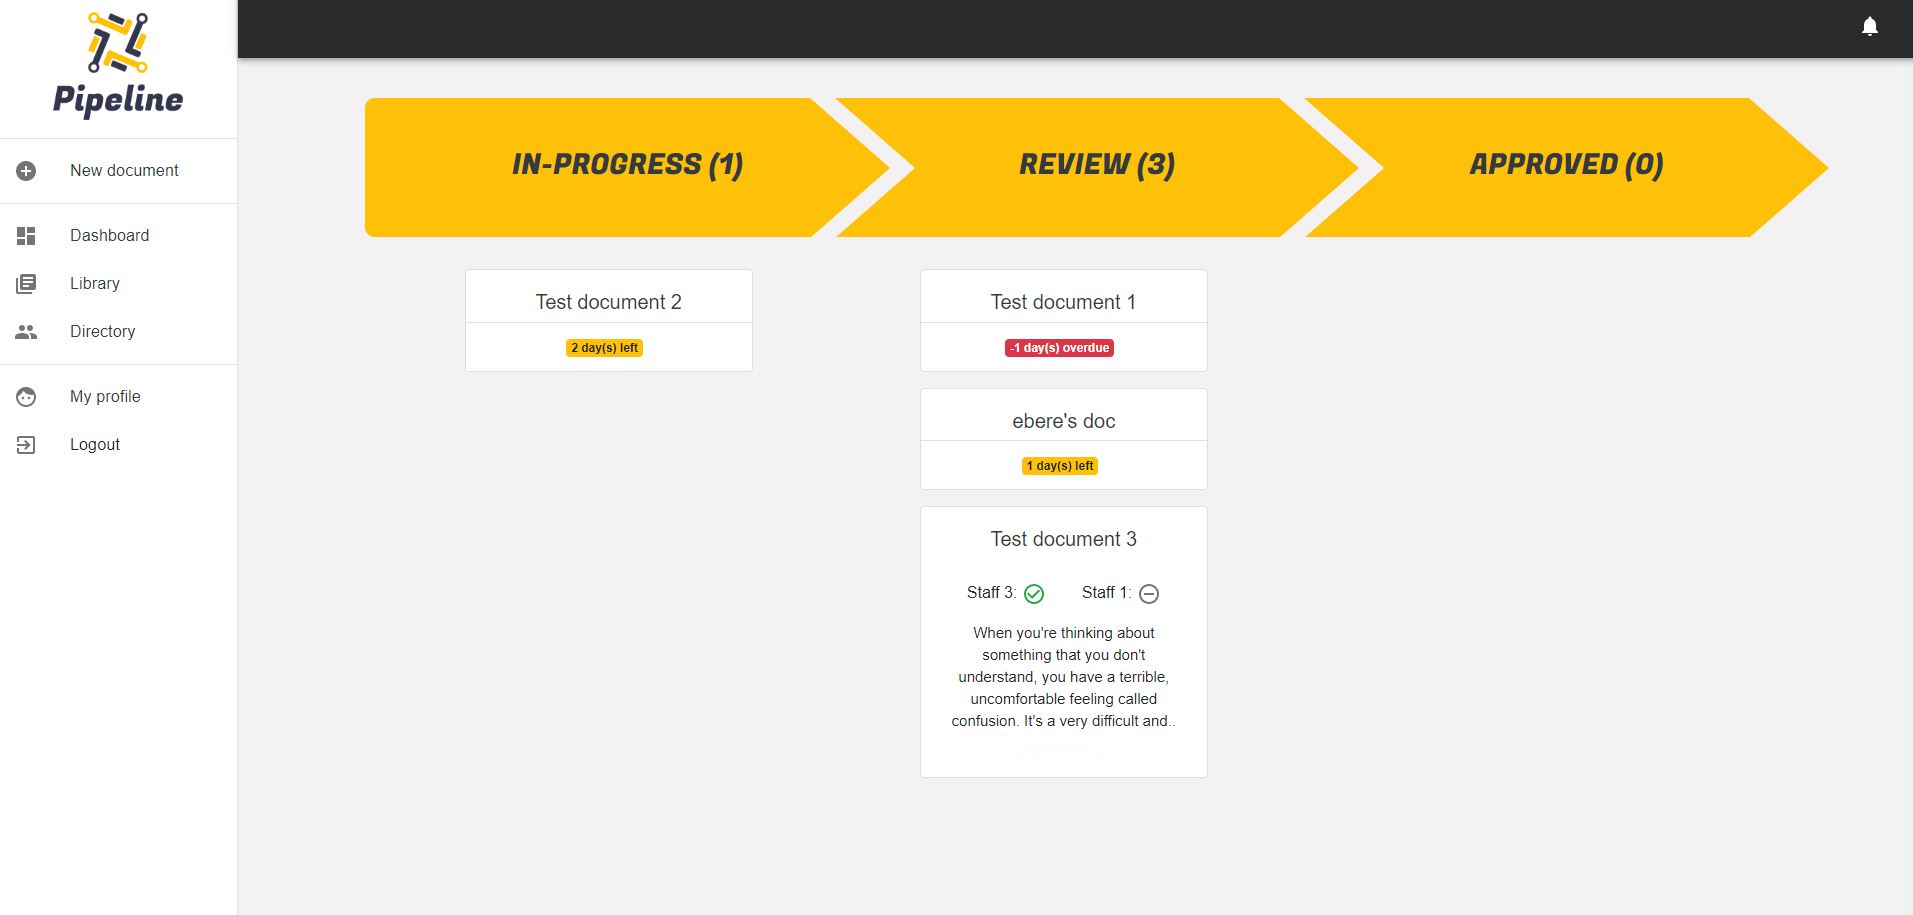 Pipeline
New document
Dashboard
Library
Directory
My profile
Logout
IN-PROGRESS (1)
REVIEW (3)
APPROVED (0)
Test document 2
2 day(s) left
Test document 1
-1 day(s) overdue
ebere's doc
1 day(s) left
Test document 3
Staff 3: Staff 1:
When you're thinking about
something that you don't
understand, you have a terrible,
uncomfortable feeling called
confusion. It's a very difficult and..